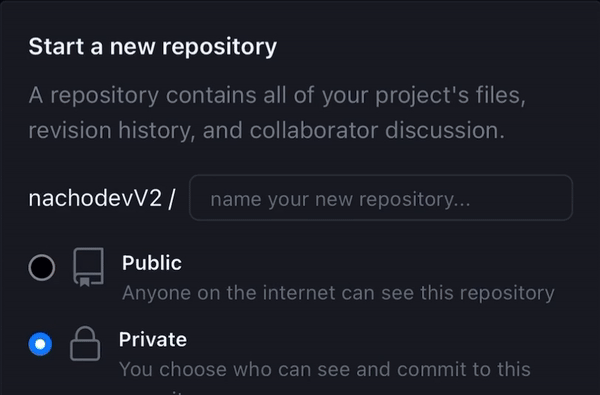 Start a new repository
A repository contains all of your project's files,
revision history, and collaborator discussion.
nachodevV2 / name your new repository...
Public
Anyone on the internet can see this repository
Private
You choose who can see and commit to this